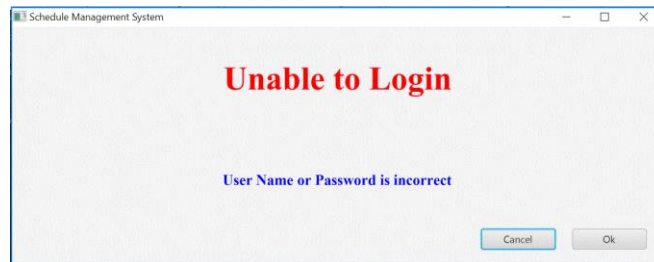 Schedule Management System
Unable to Login
User Name or Password is incorrect
Cancel Ok